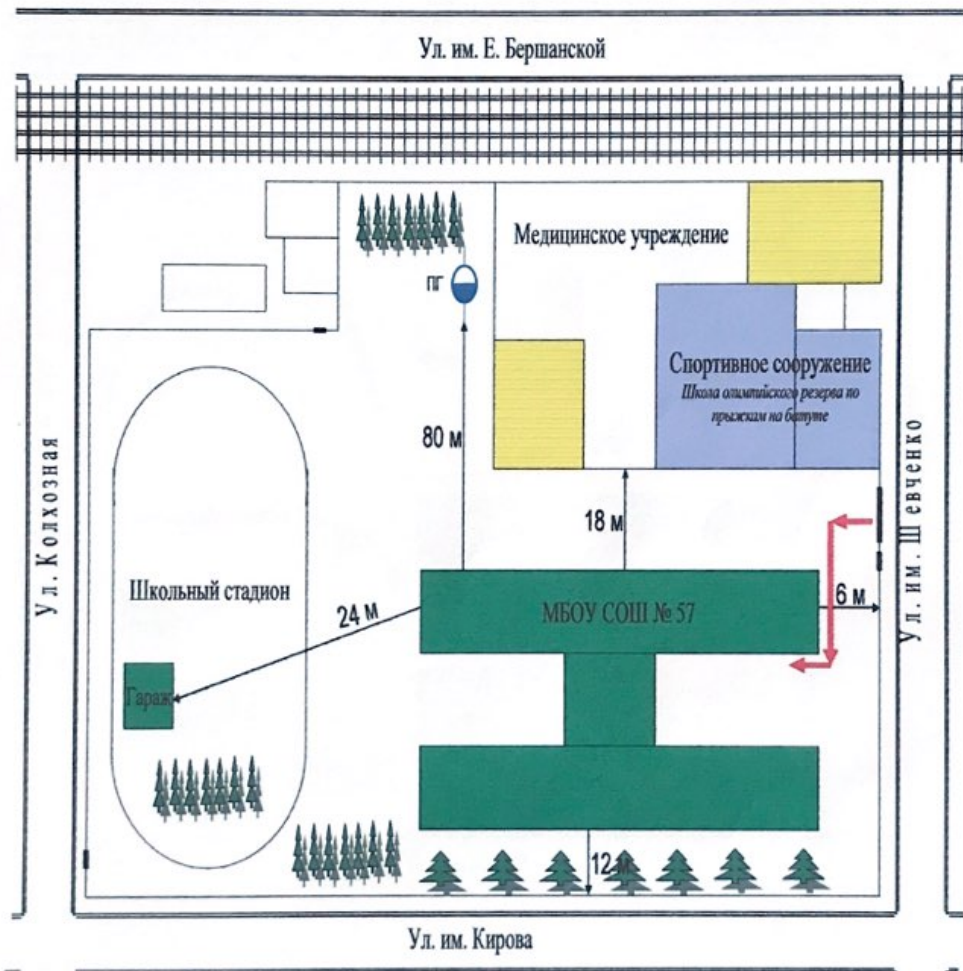 Ул. им. Е. Бершанской
Медицинское учреждение
ПГ
Спортивное сооружение
Школа олимпийского резерва по
прыжкам на батуте
80 м
18 м
Ул. Колхозная
Ул. им. Шевченко
Школьный стадион
24 м
МБОУ СОШ № 57
6 м
Гараж
12 м
Ул. им. Кирова